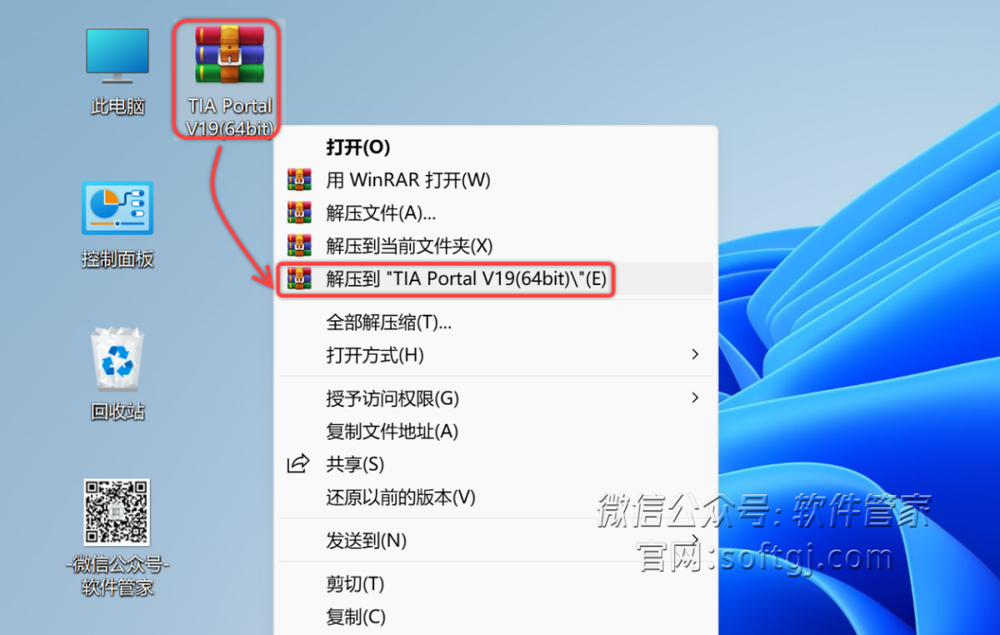 此电脑
TIA Portal
V19(64bit)
控制面板
回收站
-微信公众号-
软件管家
打开(O)
用 WinRAR 打开(W)
解压文件(A)...
解压到当前文件夹(X)
解压到 "TIA Portal V19(64bit)\"(E)
全部解压缩(T)...
打开方式(H)
授予访问权限(G)
复制文件地址(A)
共享(S)
还原以前的版本(V)
发送到(N)
剪切(T)
复制(C)
微信公众号:软件管家
官网:softgj.com